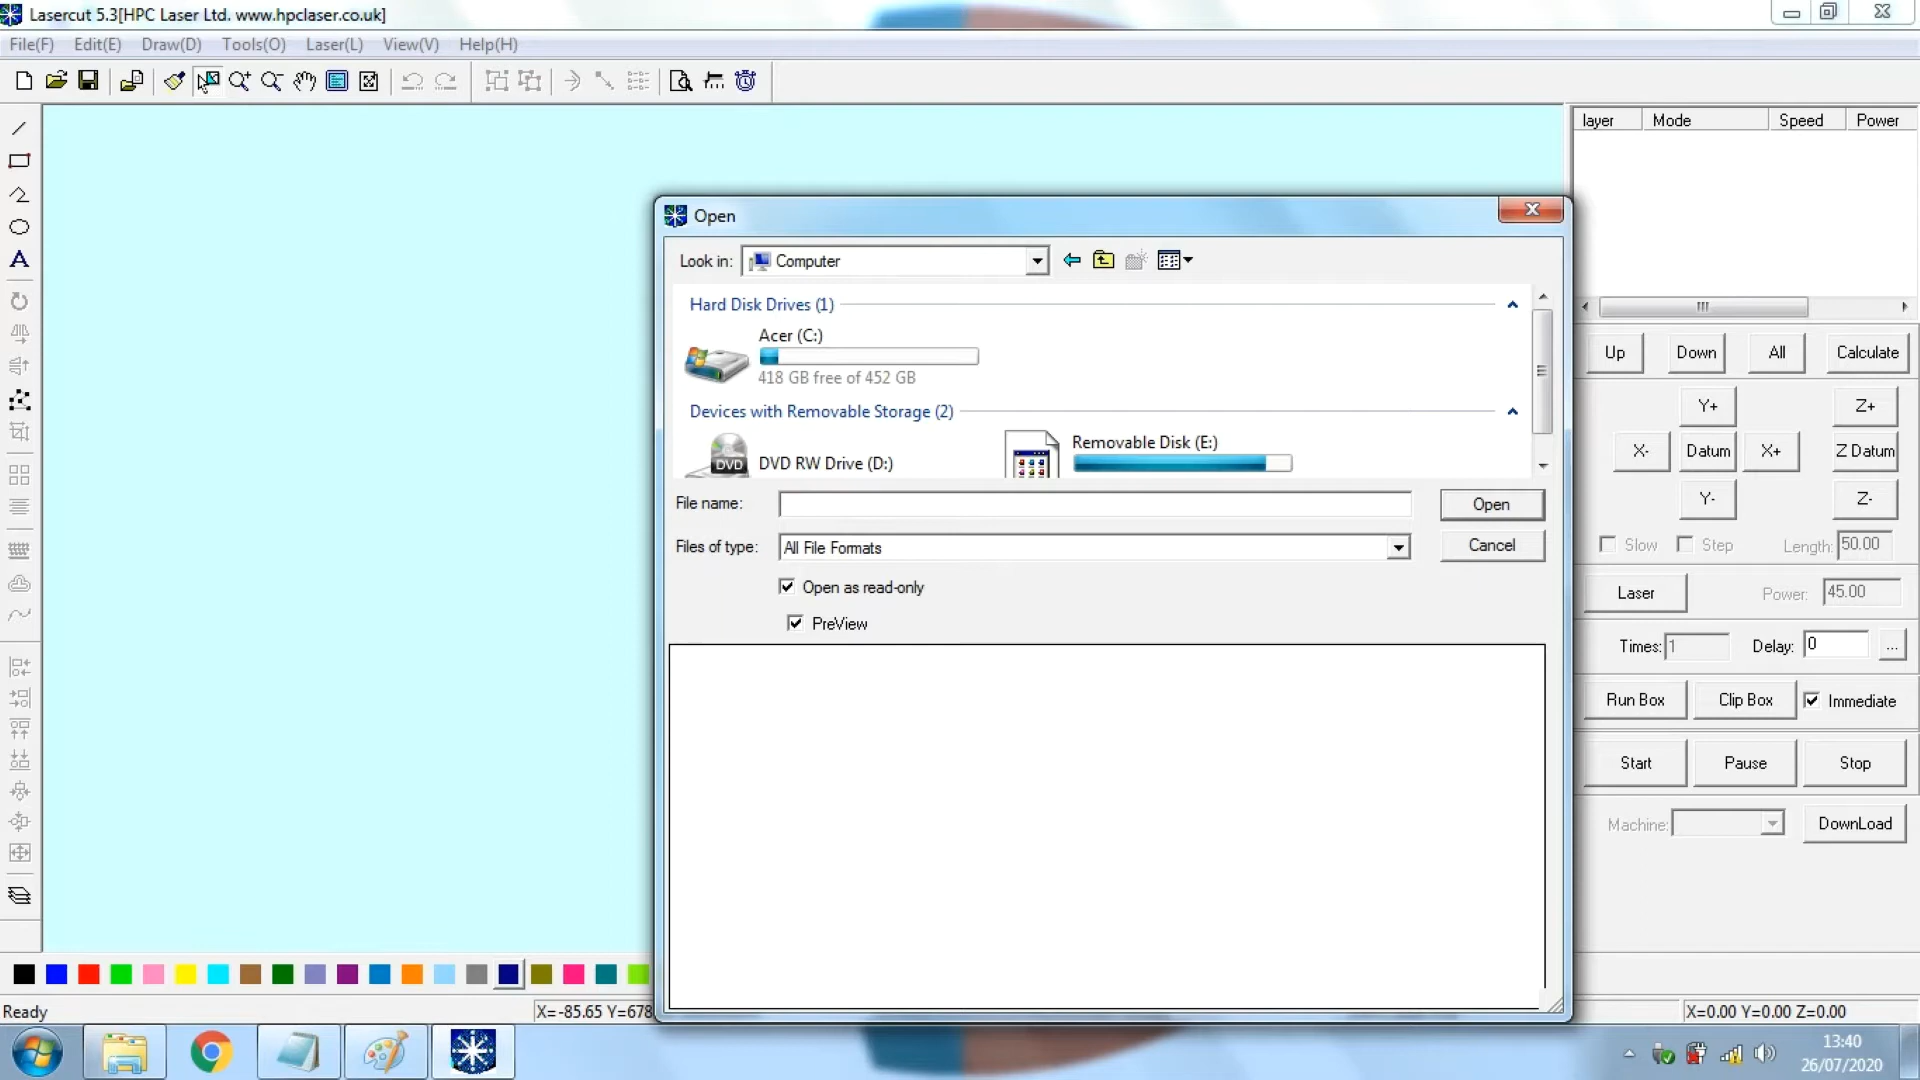 Lasercut 5.3[HPC Laser Ltd. www.hpclaser.co.uk]
File(F) Edit(E) Draw(D) Tools(O) Laser(L) View(V) Help(H)
layer Mode Speed Power
Open
Look in: Computer
Hard Disk Drives (1)
Acer (C:)
418 GB free of 452 GB
Devices with Removable Storage (2)
DVD DVD RW Drive (D:)
Removable Disk (E:)
File name: Open
Files of type: All File Formats Cancel
Open as read-only
PreView
Up Down All Calculate
Y+ Z+
X- Datum X+ Z Datum
Y- Z-
Slow Step Length: 50.00
Laser Power: 45.00
Times: 1 Delay: 0 ...
Run Box Clip Box Immediate
Start Pause Stop
Machine: DownLoad
Ready X=-85.65 Y=678 X=0.00 Y=0.00 Z=0.00
13:40
26/07/2020